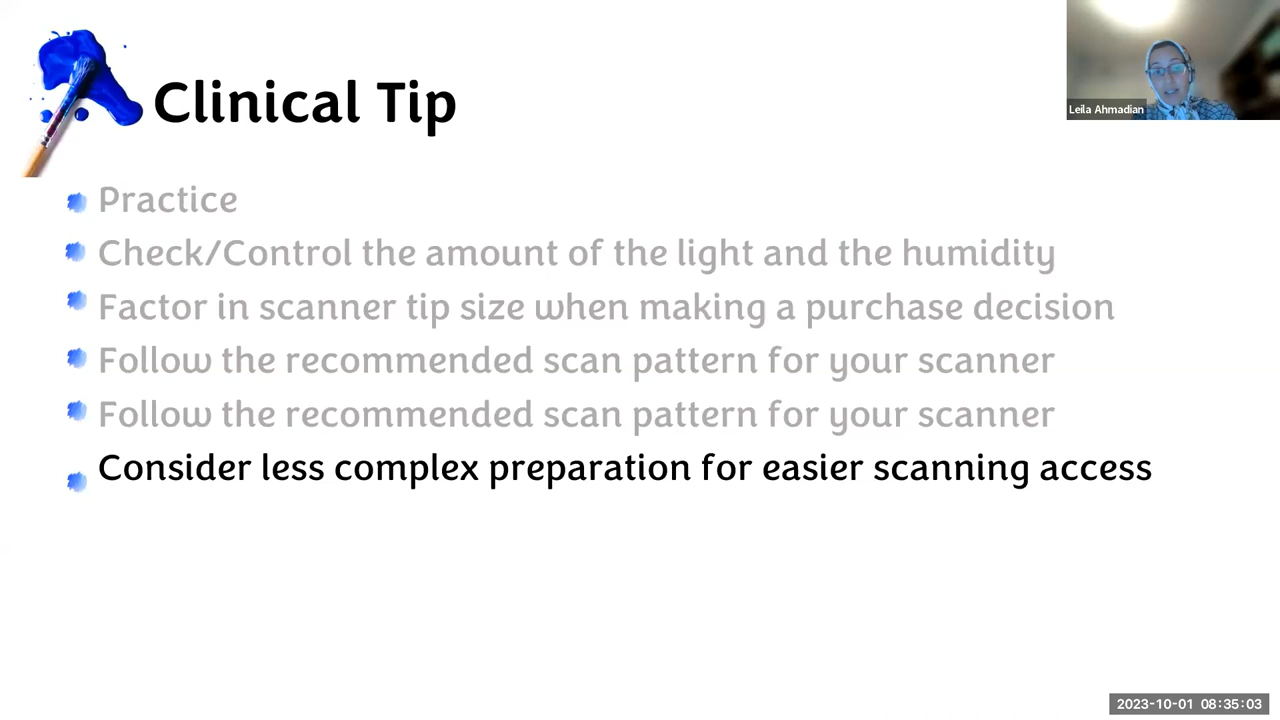 Clinical Tip
Leila Ahmadian
Practice
Check/Control the amount of the light and the humidity
Factor in scanner tip size when making a purchase decision
Follow the recommended scan pattern for your scanner
Follow the recommended scan pattern for your scanner
Consider less complex preparation for easier scanning access
2023-10-01 08:35:03